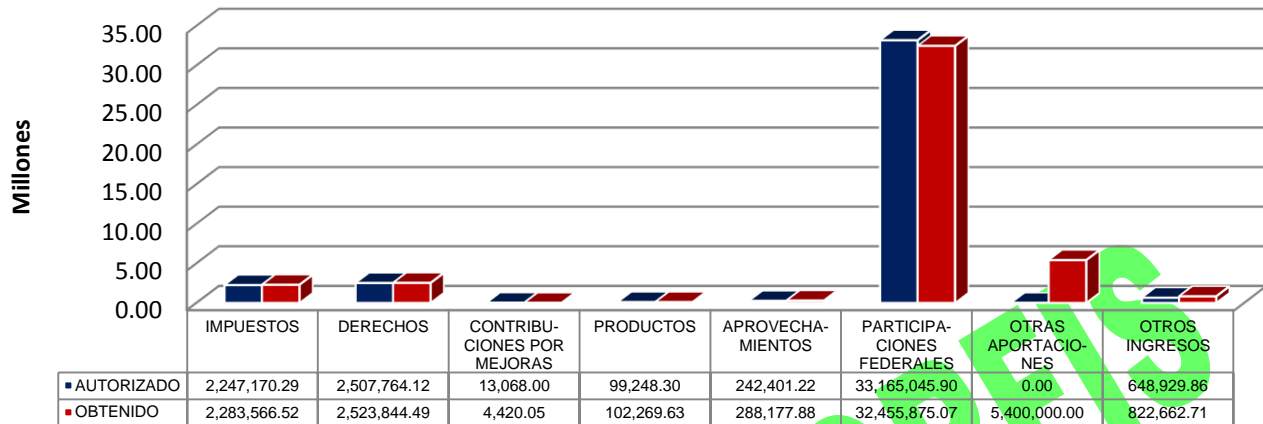 Millones
35.00
30.00
25.00
20.00
15.00
10.00
5.00
0.00
IMPUESTOS DERECHOS CONTRIBU- PRODUCTOS APROVECHA- PARTICIPA- OTRAS OTROS
CIONES POR MIENTOS CIONES APORTACIO- INGRESOS
MEJORAS FEDERALES NES
AUTORIZADO 2,247,170.29 2,507,764.12 13,068.00 99,248.30 242,401.22 33,165,045.90 0.00 648,929.86
OBTENIDO 2,283,566.52 2,523,844.49 4,420.05 102,269.63 288,177.88 32,455,875.07 5,400,000.00 822,662.71